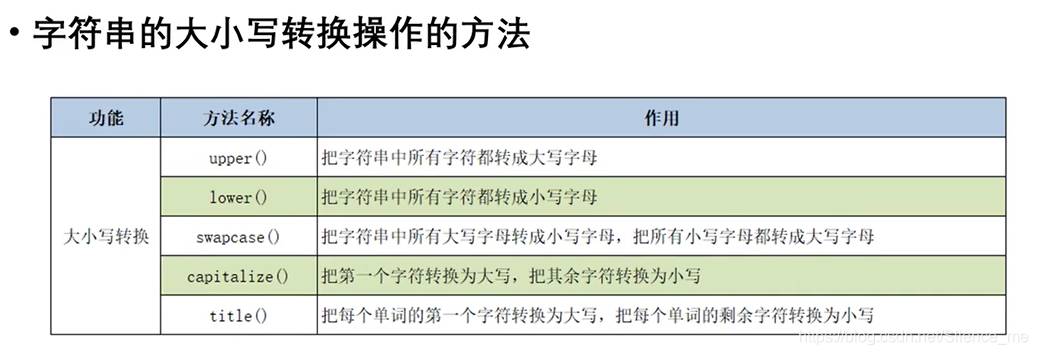 • 字符串的大小写转换操作的方法
功能 方法名称 作用
upper() 把字符串中所有字符都转成大写字母
lower() 把字符串中所有字符都转成小写字母
大小写转换 swapcase() 把字符串中所有大写字母转成小写字母，把所有小写字母都转成大写字母
capitalize() 把第一个字符转换为大写，把其余字符转换为小写
title() 把每个单词的第一个字符转换为大写，把每个单词的剩余字符转换为小写
https://blog.csdn.net/Silence_me